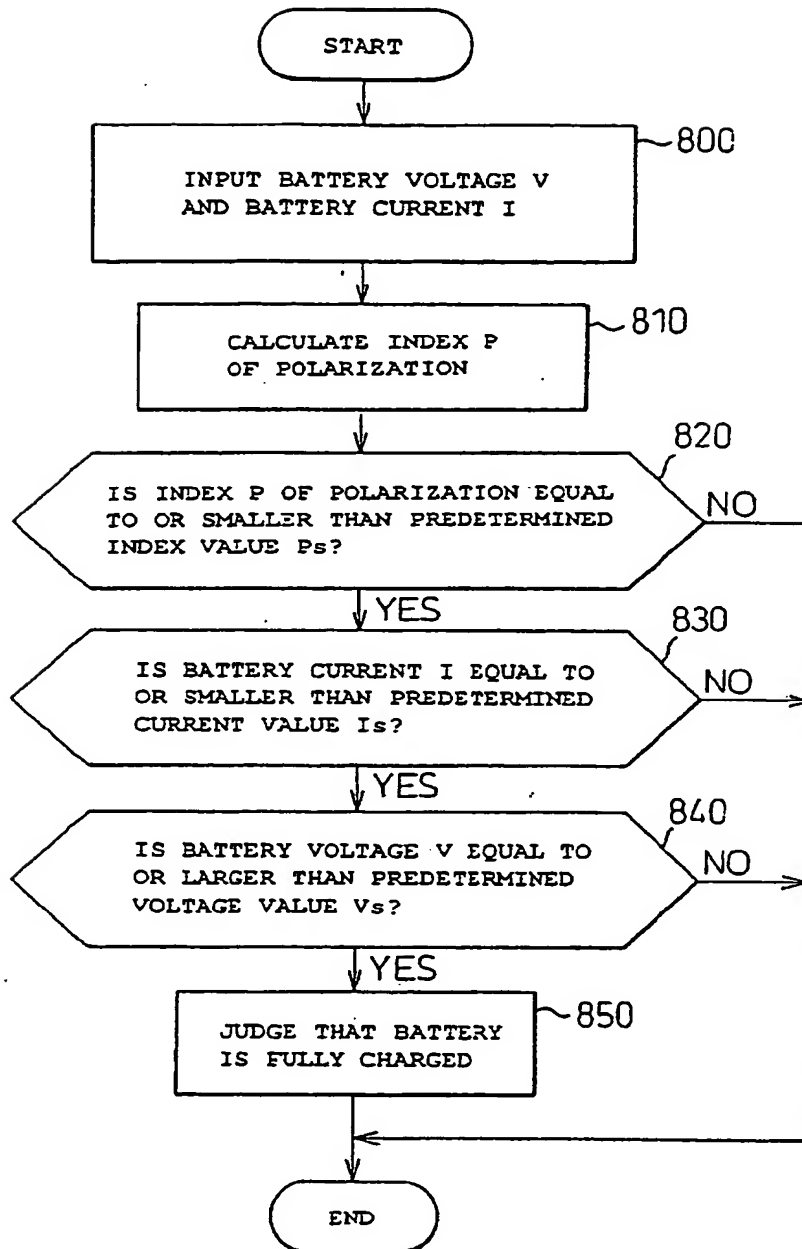 START
800
INPUT BATTERY VOLTAGE V
AND BATTERY CURRENT I
810
CALCULATE INDEX P
OF POLARIZATION
820
IS INDEX P OF POLARIZATION EQUAL
TO OR SMALLER THAN PREDETERMINED
INDEX VALUE Ps?
NO
YES
830
IS BATTERY CURRENT I EQUAL TO
OR SMALLER THAN PREDETERMINED
CURRENT VALUE Is?
NO
YES
840
IS BATTERY VOLTAGE V EQUAL TO
OR LARGER THAN PREDETERMINED
VOLTAGE VALUE Vs?
NO
YES
850
JUDGE THAT BATTERY
IS FULLY CHARGED
END